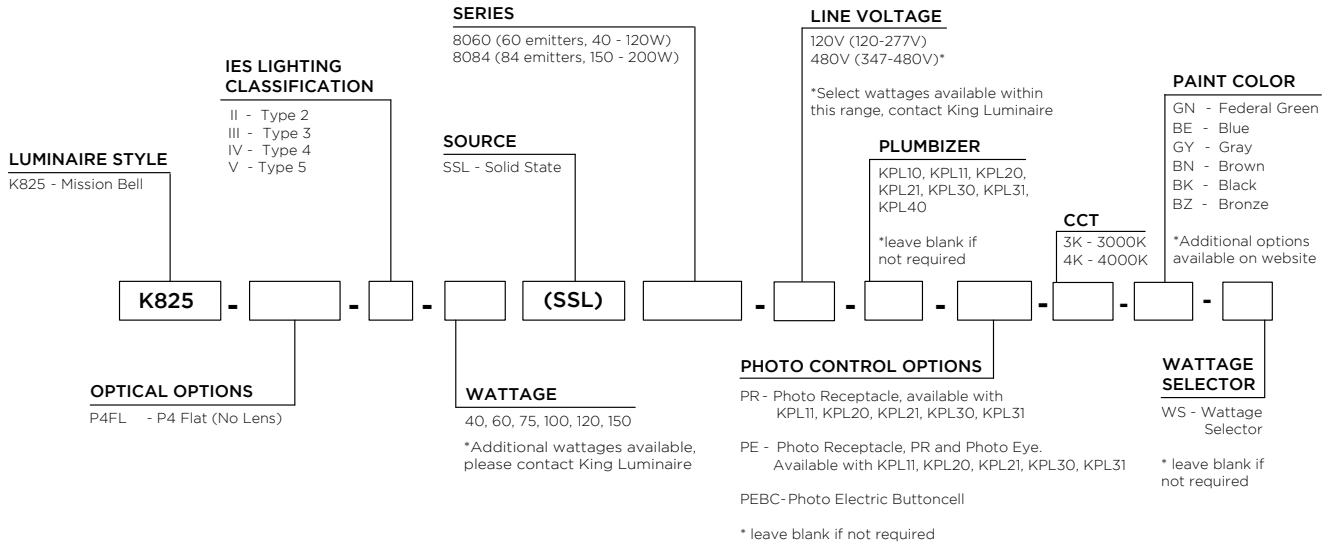 SERIES
8060 (60 emitters, 40 - 120W)
8084 (84 emitters, 150 - 200W)
LINE VOLTAGE
120V (120-277V)
480V (347-480V)*
*Select wattages available within
this range, contact King Luminaire
IES LIGHTING
CLASSIFICATION
II - Type 2
III - Type 3
IV - Type 4
V - Type 5
PAINT COLOR
GN - Federal Green
BE - Blue
GY - Gray
BN - Brown
BK - Black
BZ - Bronze
*Additional options
available on website
LUMINAIRE STYLE
K825 - Mission Bell
SOURCE
SSL - Solid State
PLUMBIZER
KPL10, KPL11, KPL20,
KPL21, KPL30, KPL31,
KPL40
*leave blank if
not required
CCT
3K - 3000K
4K - 4000K
K825 - - - (SSL) - - - - - -
OPTICAL OPTIONS
P4FL - P4 Flat (No Lens)
WATTAGE
40, 60, 75, 100, 120, 150
*Additional wattages available,
please contact King Luminaire
PHOTO CONTROL OPTIONS
PR - Photo Receptacle, available with
KPL11, KPL20, KPL21, KPL30, KPL31
PE - Photo Receptacle, PR and Photo Eye.
Available with KPL11, KPL20, KPL21, KPL30, KPL31
PEBC- Photo Electric Buttoncell
* leave blank if not required
WATTAGE
SELECTOR
WS - Wattage
Selector
* leave blank if
not required